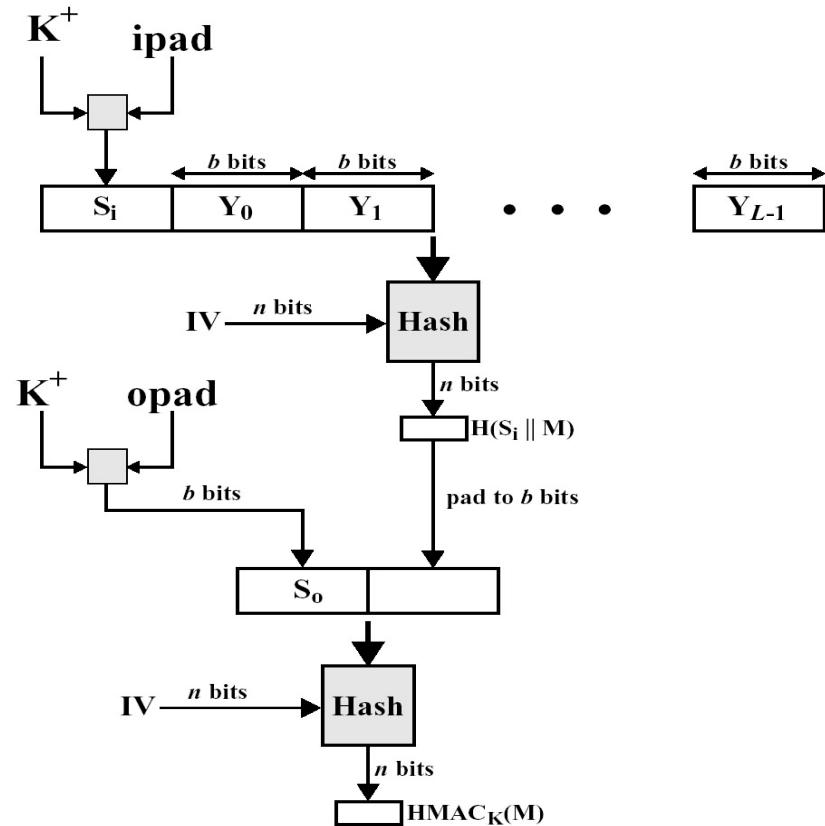 K+ ipad
b bits b bits b bits
Si Y0 Y1 • • • YL-1
IV n bits Hash
n bits
H(Si || M)
K+ opad
b bits
pad to b bits
So
IV n bits Hash
n bits
HMACK(M)